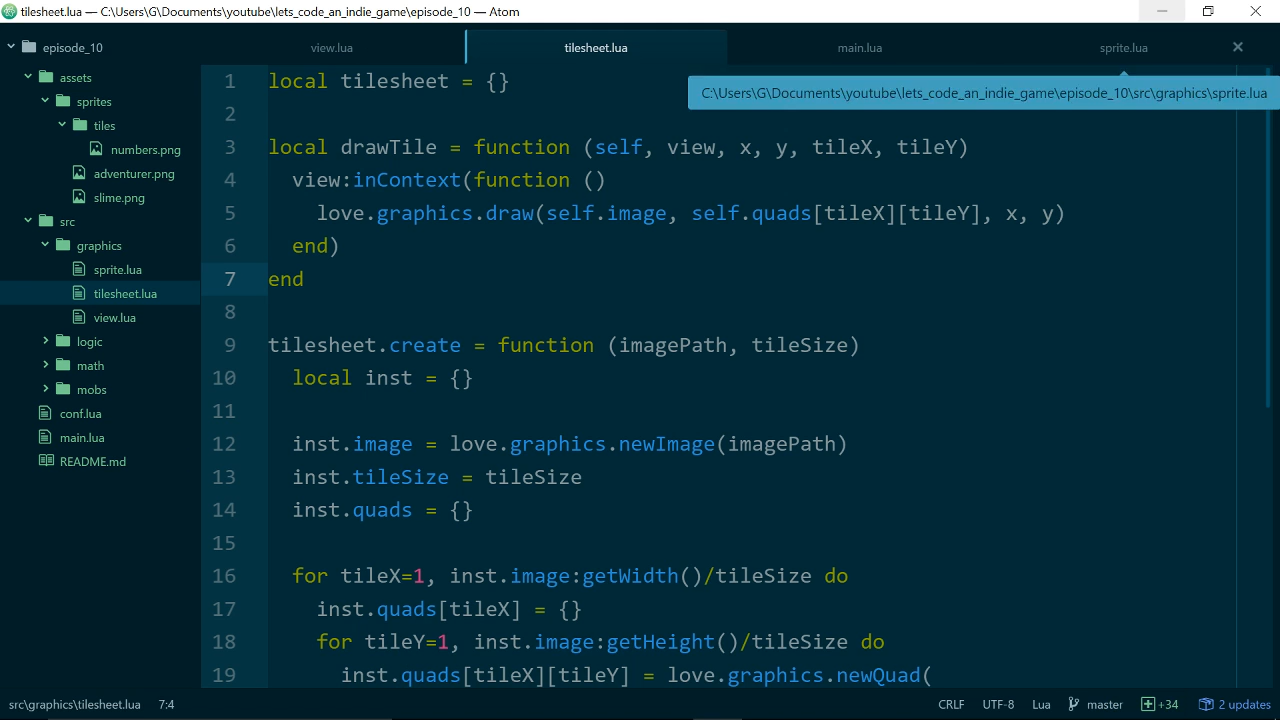 tilesheet.lua — C:\Users\G\Documents\youtube\lets_code_an_indie_game\episode_10 — Atom
episode_10
view.lua
tilesheet.lua
main.lua
sprite.lua
C:\Users\G\Documents\youtube\lets_code_an_indie_game\episode_10\src\graphics\sprite.lua
assets
sprites
tiles
numbers.png
adventurer.png
slime.png
src
graphics
sprite.lua
tilesheet.lua
view.lua
logic
math
mobs
conf.lua
main.lua
README.md
1 local tilesheet = {}
2
3 local drawTile = function (self, view, x, y, tileX, tileY)
4 view:inContext(function ()
5 love.graphics.draw(self.image, self.quads[tileX][tileY], x, y)
6 end)
7 end
8
9 tilesheet.create = function (imagePath, tileSize)
10 local inst = {}
11
12 inst.image = love.graphics.newImage(imagePath)
13 inst.tileSize = tileSize
14 inst.quads = {}
15
16 for tileX=1, inst.image:getWidth()/tileSize do
17 inst.quads[tileX] = {}
18 for tileY=1, inst.image:getHeight()/tileSize do
19 inst.quads[tileX][tileY] = love.graphics.newQuad(
src\graphics\tilesheet.lua 7:4 CRLF UTF-8 Lua master +34 2 updates